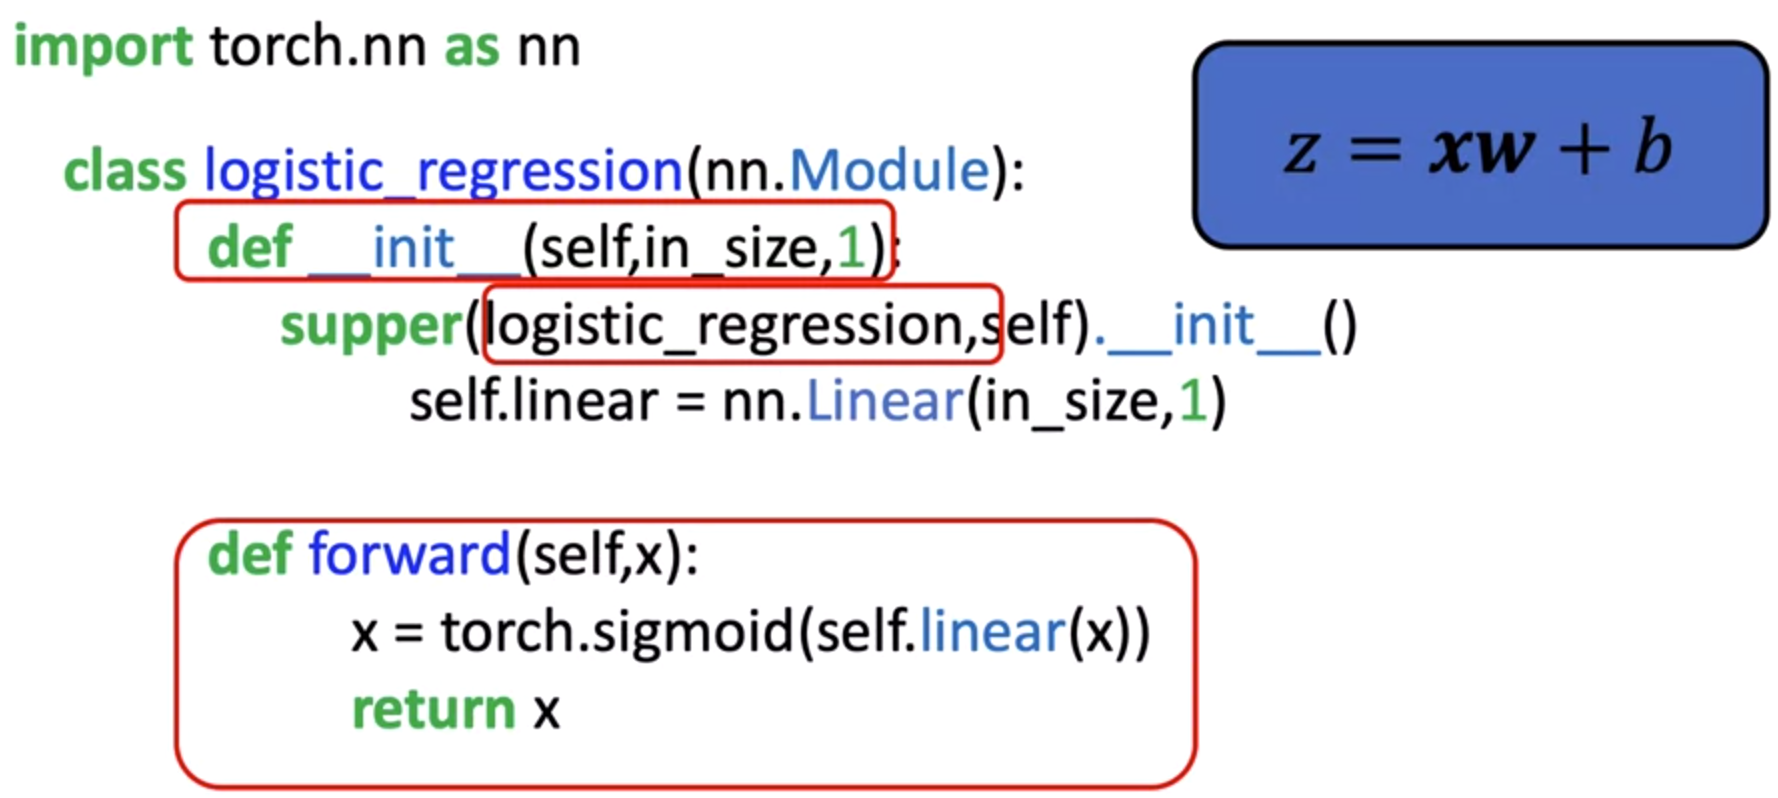 import torch.nn as nn
z = xw + b
class logistic_regression(nn.Module):
def __init__(self,in_size,1):
supper(logistic_regression,self).__init__()
self.linear = nn.Linear(in_size,1)
def forward(self,x):
x = torch.sigmoid(self.linear(x))
return x